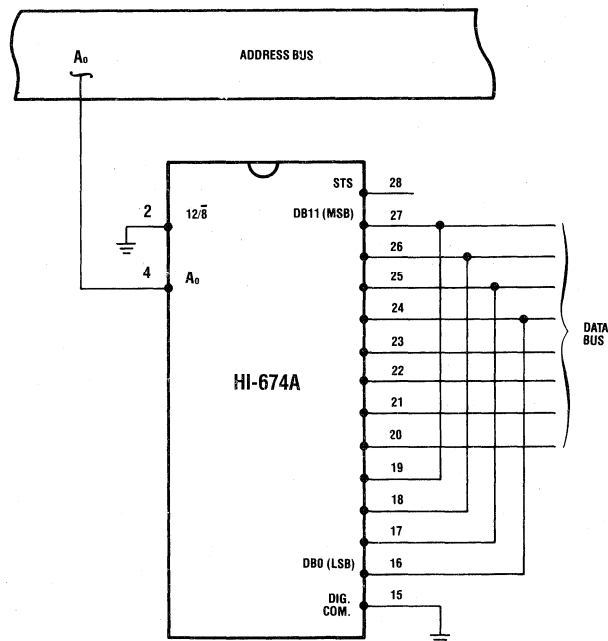 A₀
ADDRESS BUS
STS 28
2 12/8̅ DB11 (MSB) 27
26
4 A₀ 25
24
DATA
BUS
23
HI-674A
22
21
20
19
18
17
DB0 (LSB) 16
DIG.
COM.
15